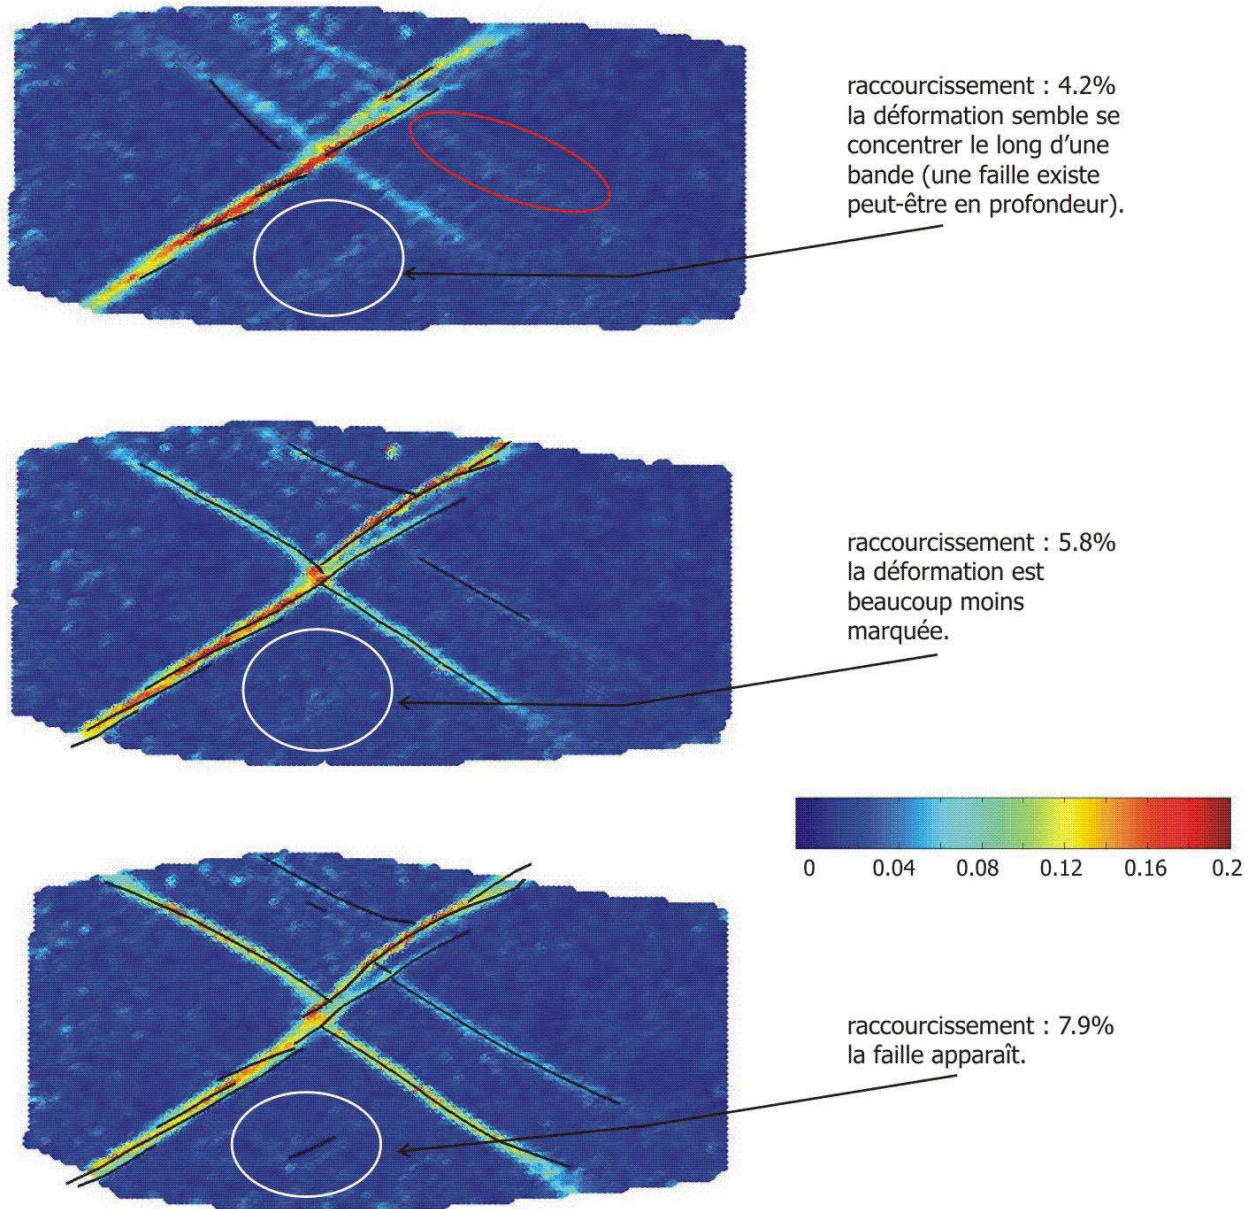 raccourcissement : 4.2%
la déformation semble se
concentrer le long d'une
bande (une faille existe
peut-être en profondeur).
raccourcissement : 5.8%
la déformation est
beaucoup moins
marquée.
0 0.04 0.08 0.12 0.16 0.2
raccourcissement : 7.9%
la faille apparaît.